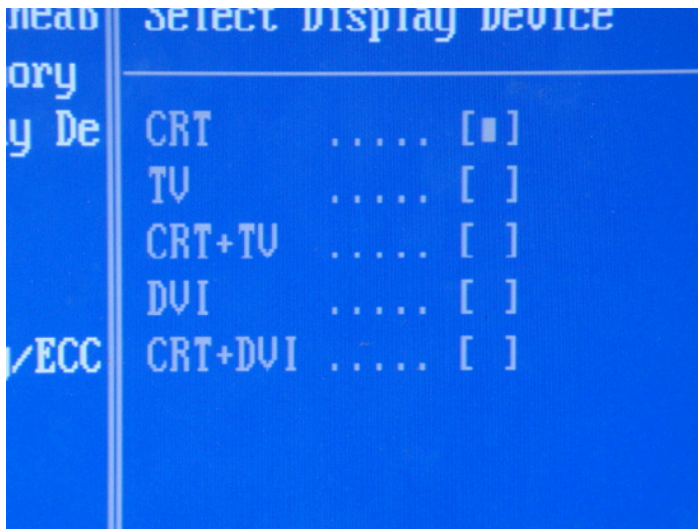 Select Display Device
ory
y De
CRT ..... [▪]
TV ..... [ ]
CRT+TV ..... [ ]
DVI ..... [ ]
/ECC
CRT+DVI ..... [ ]